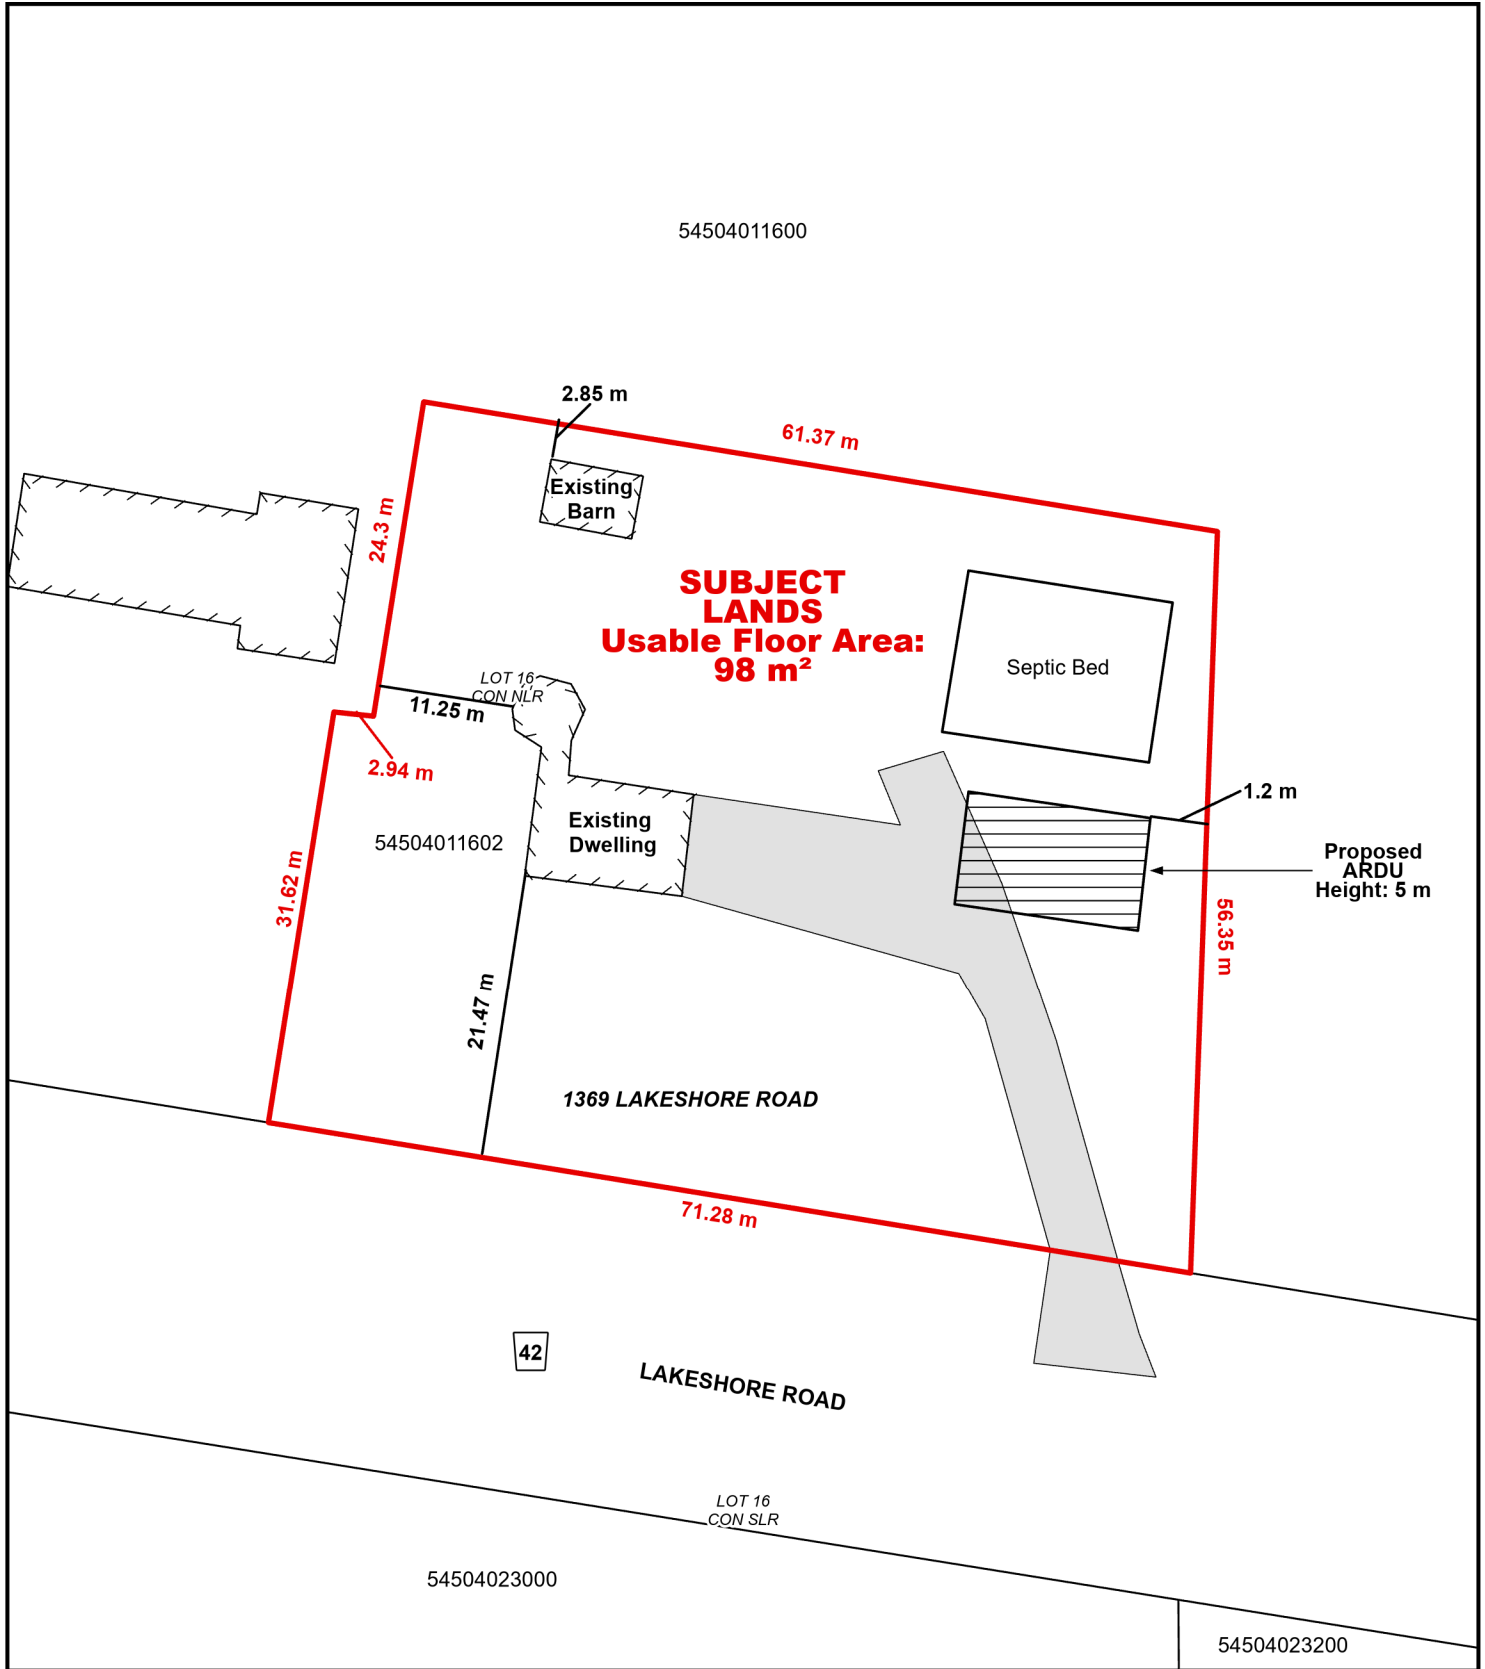 54504011600
2.85 m
61.37 m
Existing
Barn
24.3 m
SUBJECT
LANDS
Usable Floor Area:
98 m²
Septic Bed
LOT 16
CON NLR
11.25 m
2.94 m
1.2 m
Existing
Dwelling
54504011602
Proposed
ARDU
Height: 5 m
31.62 m
56.35 m
21.47 m
1369 LAKESHORE ROAD
71.28 m
42
LAKESHORE ROAD
LOT 16
CON SLR
54504023000
54504023200